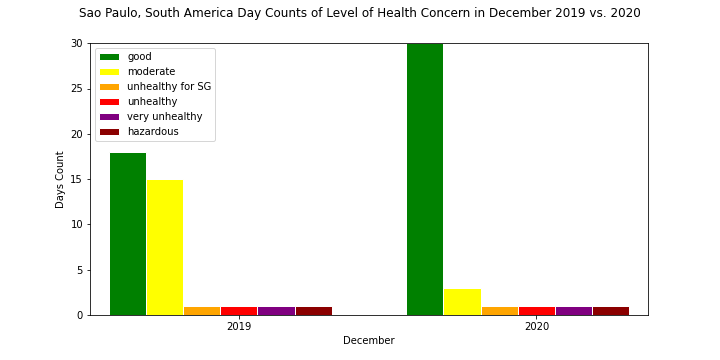 Sao Paulo, South America Day Counts of Level of Health Concern in December 2019 vs. 2020
30
25
20
15
10
5
0
Days Count
good
moderate
unhealthy for SG
unhealthy
very unhealthy
hazardous
2019
2020
December